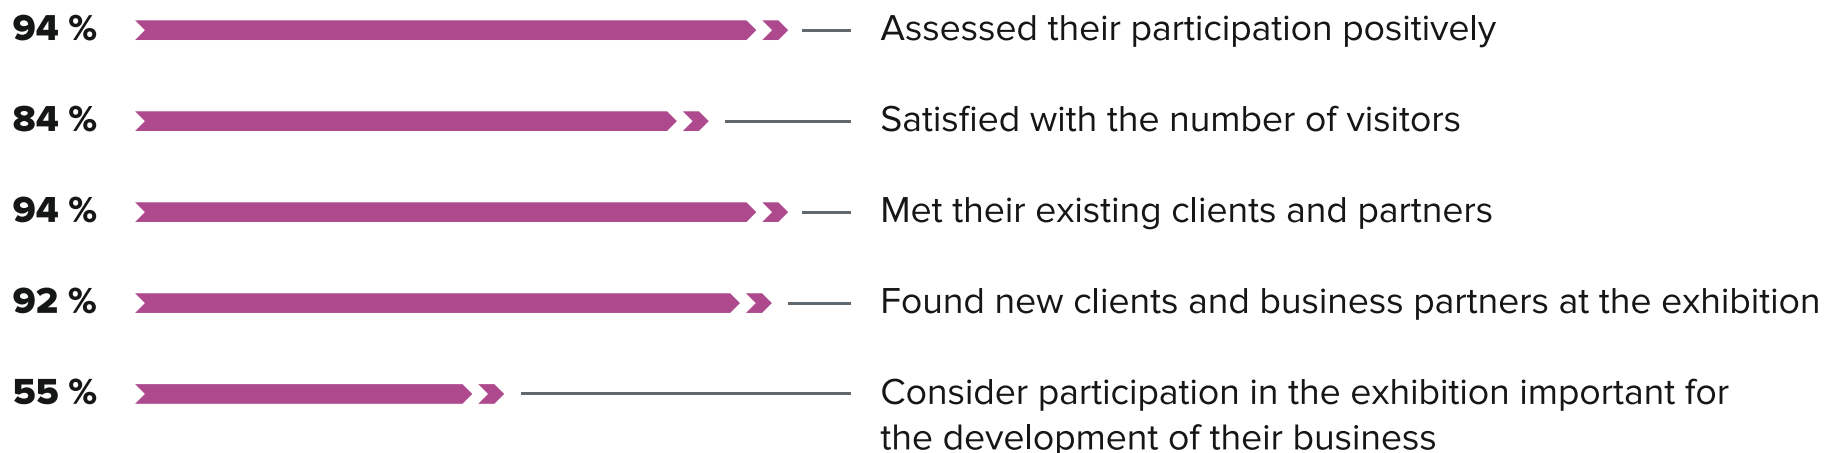 94 % Assessed their participation positively
84 % Satisfied with the number of visitors
94 % Met their existing clients and partners
92 % Found new clients and business partners at the exhibition
55 % Consider participation in the exhibition important for
the development of their business